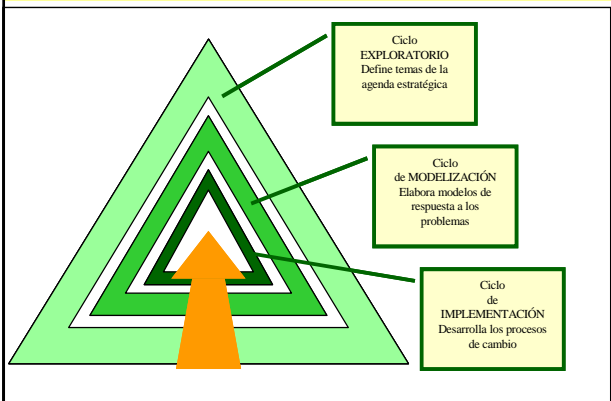 Ciclo
EXPLORATORIO
Define temas de la
agenda estratégica
Ciclo
de MODELIZACIÓN
Elabora modelos de
respuesta a los
problemas
Ciclo
de
IMPLEMENTACIÓN
Desarrolla los procesos
de cambio